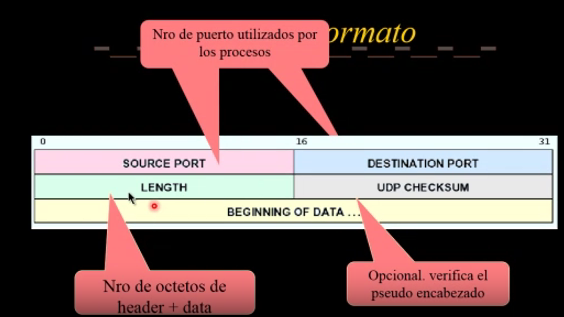 Nro de puerto utilizados por
los procesos
ormato
0 16 31
SOURCE PORT DESTINATION PORT
LENGTH UDP CHECKSUM
BEGINNING OF DATA ...
Nro de octetos de
header + data
Opcional. verifica el
pseudo encabezado